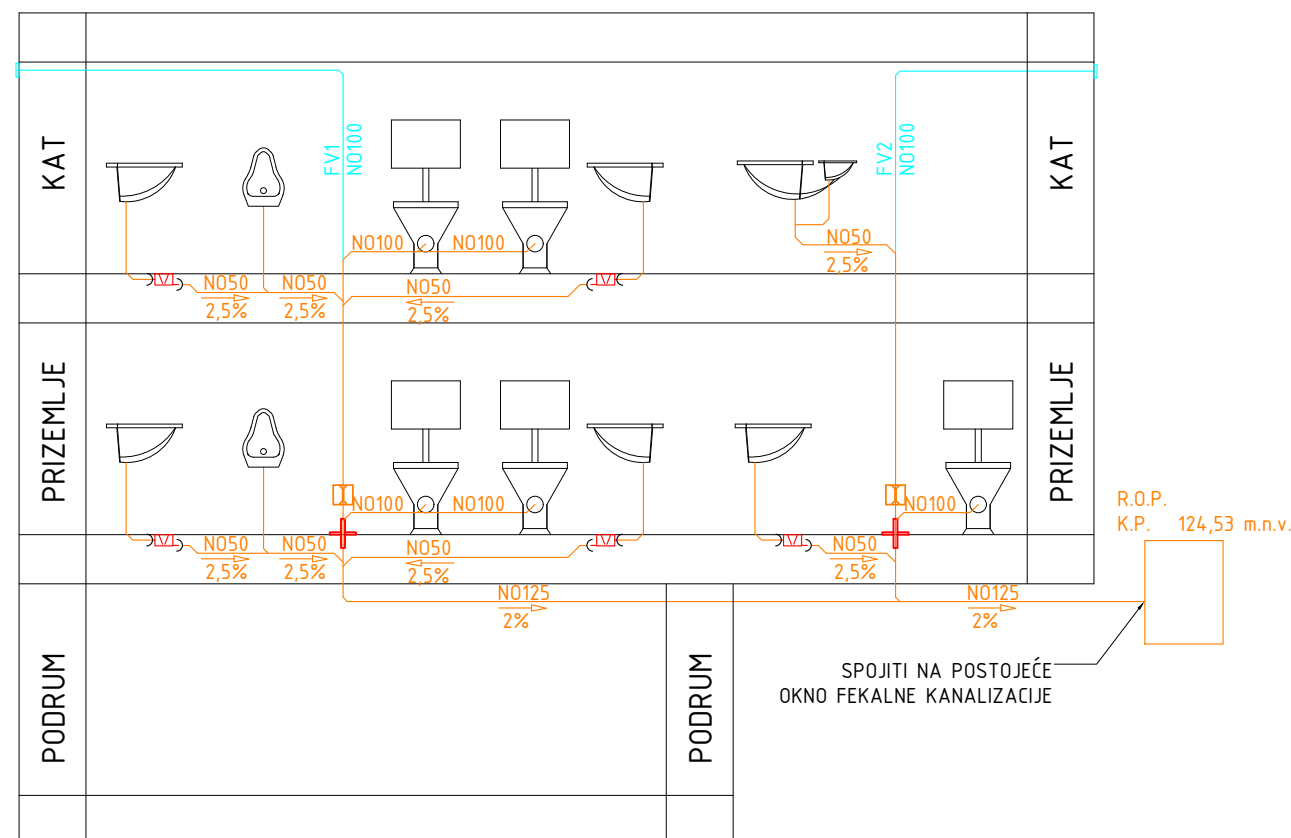 KAT
FV1
NO100
FV2
NO100
KAT
NO100
NO100
NO50
2,5%
NO50
2,5%
NO50
2,5%
NO50
2,5%
PRIZEMLJE
PRIZEMLJE
NO100
NO100
NO100
NO50
2,5%
NO50
2,5%
NO50
2,5%
NO50
2,5%
R.O.P.
K.P. 124,53 m.n.v.
NO125
2%
NO125
2%
PODRUM
PODRUM
SPOJITI NA POSTOJEĆE
OKNO FEKALNE KANALIZACIJE